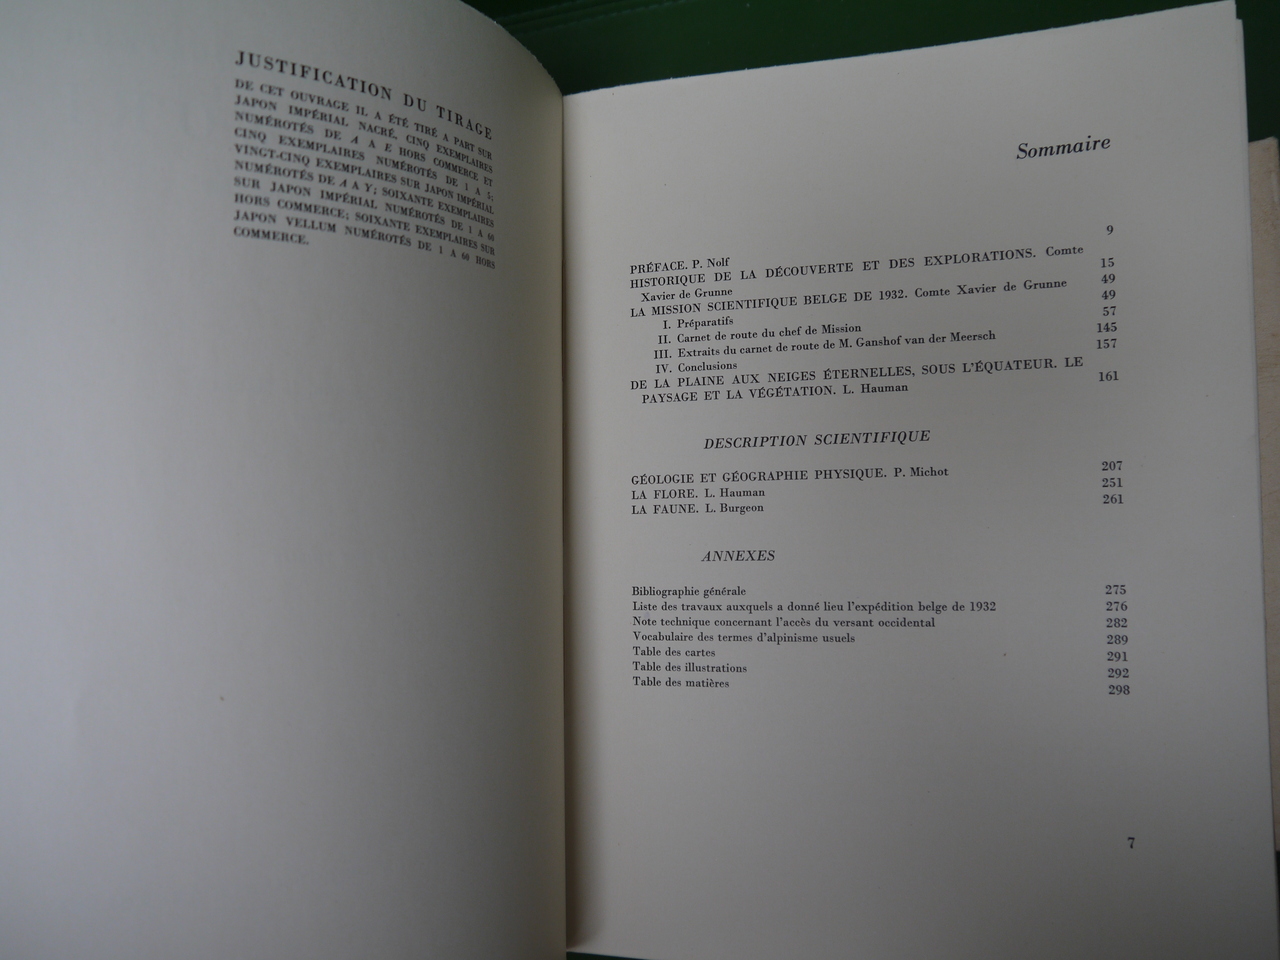 JUSTIFICATION DU TIRAGE
DE CET OUVRAGE IL A ÉTÉ TIRÉ A PART SUR
JAPON IMPÉRIAL NACRÉ, CINQ EXEMPLAIRES
NUMÉROTÉS DE A A E HORS COMMERCE ET
CINQ EXEMPLAIRES NUMÉROTÉS DE 1 A 5;
VINGT-CINQ EXEMPLAIRES SUR JAPON IMPÉRIAL
NUMÉROTÉS DE A A Y; SOIXANTE EXEMPLAIRES
SUR JAPON IMPÉRIAL NUMÉROTÉS DE 1 A 60
HORS COMMERCE; SOIXANTE EXEMPLAIRES SUR
JAPON VELLUM NUMÉROTÉS DE 1 A 60 HORS
COMMERCE.
Sommaire
PRÉFACE. P. Nolf 9
HISTORIQUE DE LA DÉCOUVERTE ET DES EXPLORATIONS. Comte
Xavier de Grunne 15
LA MISSION SCIENTIFIQUE BELGE DE 1932. Comte Xavier de Grunne 49
I. Préparatifs 49
II. Carnet de route du chef de Mission 57
III. Extraits du carnet de route de M. Ganshof van der Meersch 145
IV. Conclusions 157
DE LA PLAINE AUX NEIGES ÉTERNELLES, SOUS L'ÉQUATEUR. LE
PAYSAGE ET LA VÉGÉTATION. L. Hauman 161
DESCRIPTION SCIENTIFIQUE
GÉOLOGIE ET GÉOGRAPHIE PHYSIQUE. P. Michot 207
LA FLORE. L. Hauman 251
LA FAUNE. L. Burgeon 261
ANNEXES
Bibliographie générale 275
Liste des travaux auxquels a donné lieu l'expédition belge de 1932 276
Note technique concernant l'accès du versant occidental 282
Vocabulaire des termes d'alpinisme usuels 289
Table des cartes 291
Table des illustrations 292
Table des matières 298
7